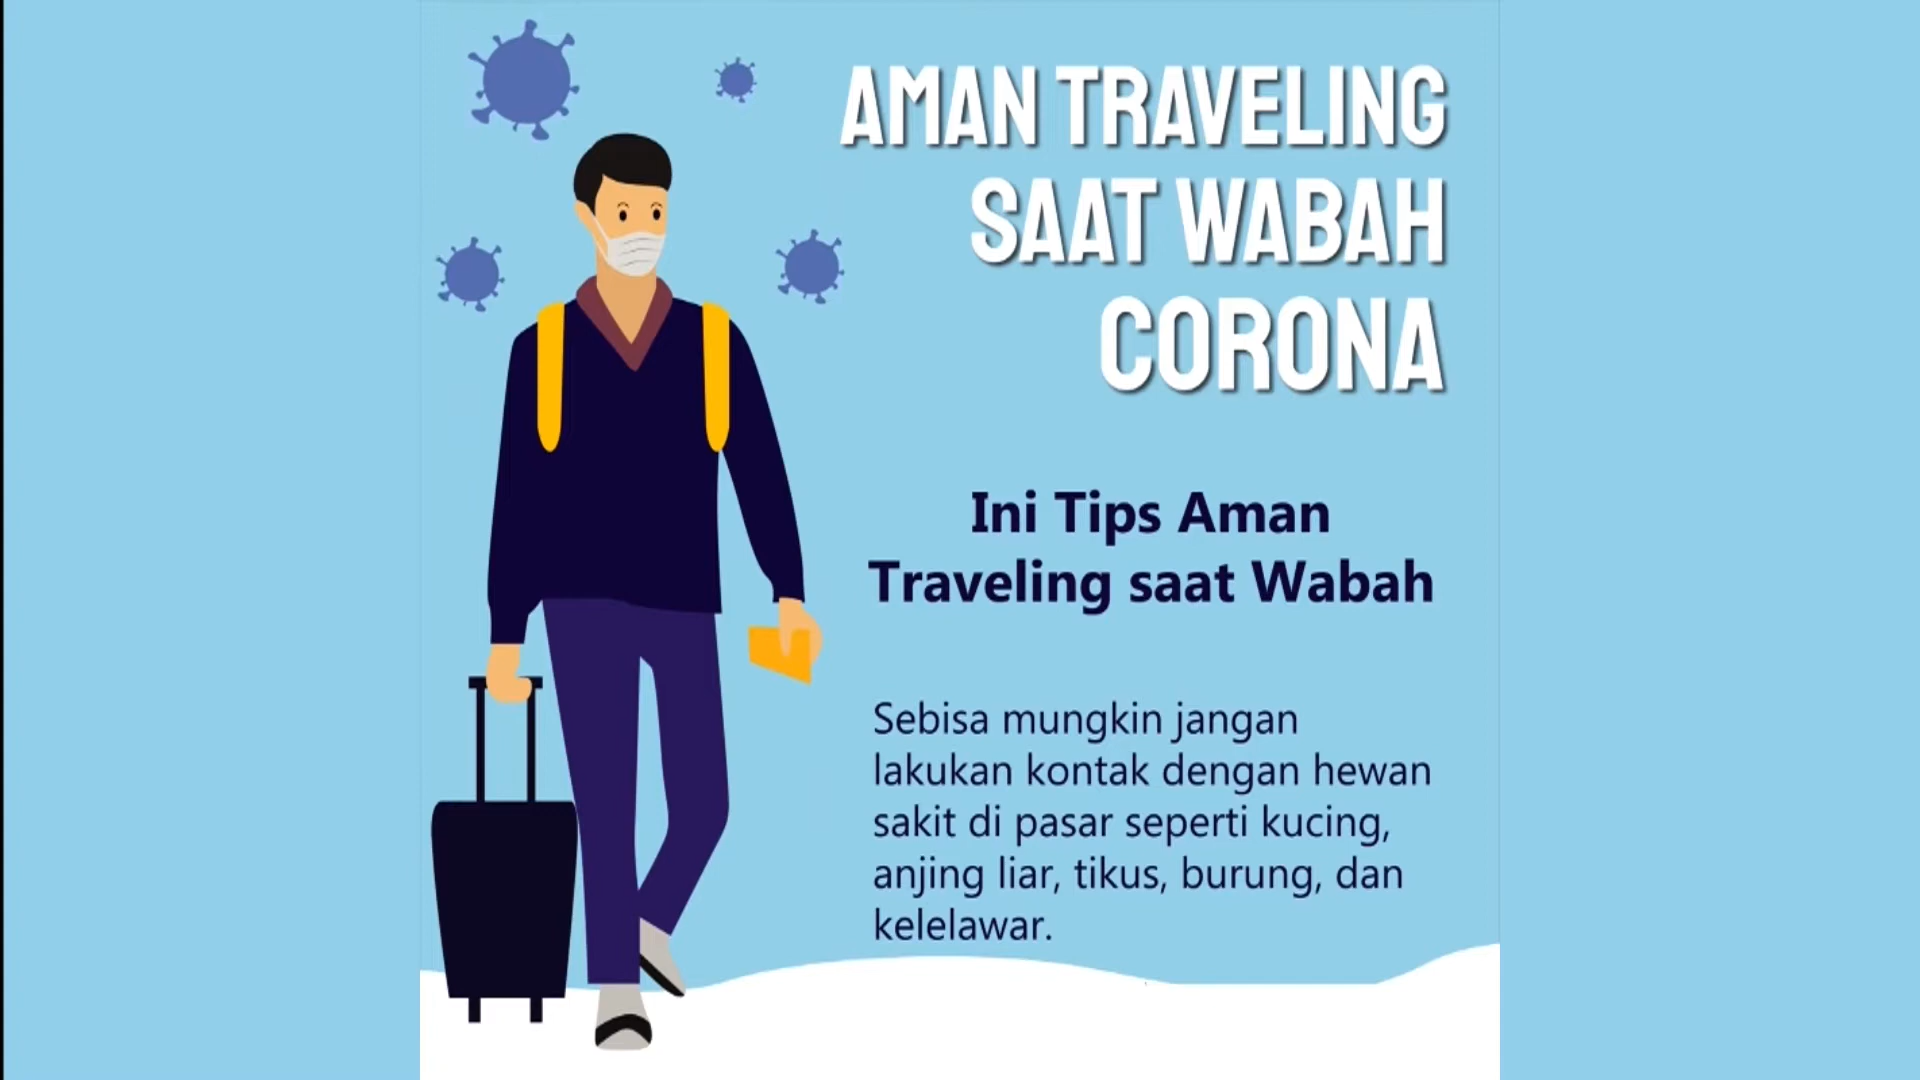 AMAN TRAVELING
SAAT WABAH
CORONA
Ini Tips Aman
Traveling saat Wabah
Sebisa mungkin jangan
lakukan kontak dengan hewan
sakit di pasar seperti kucing,
anjing liar, tikus, burung, dan
kelelawar.